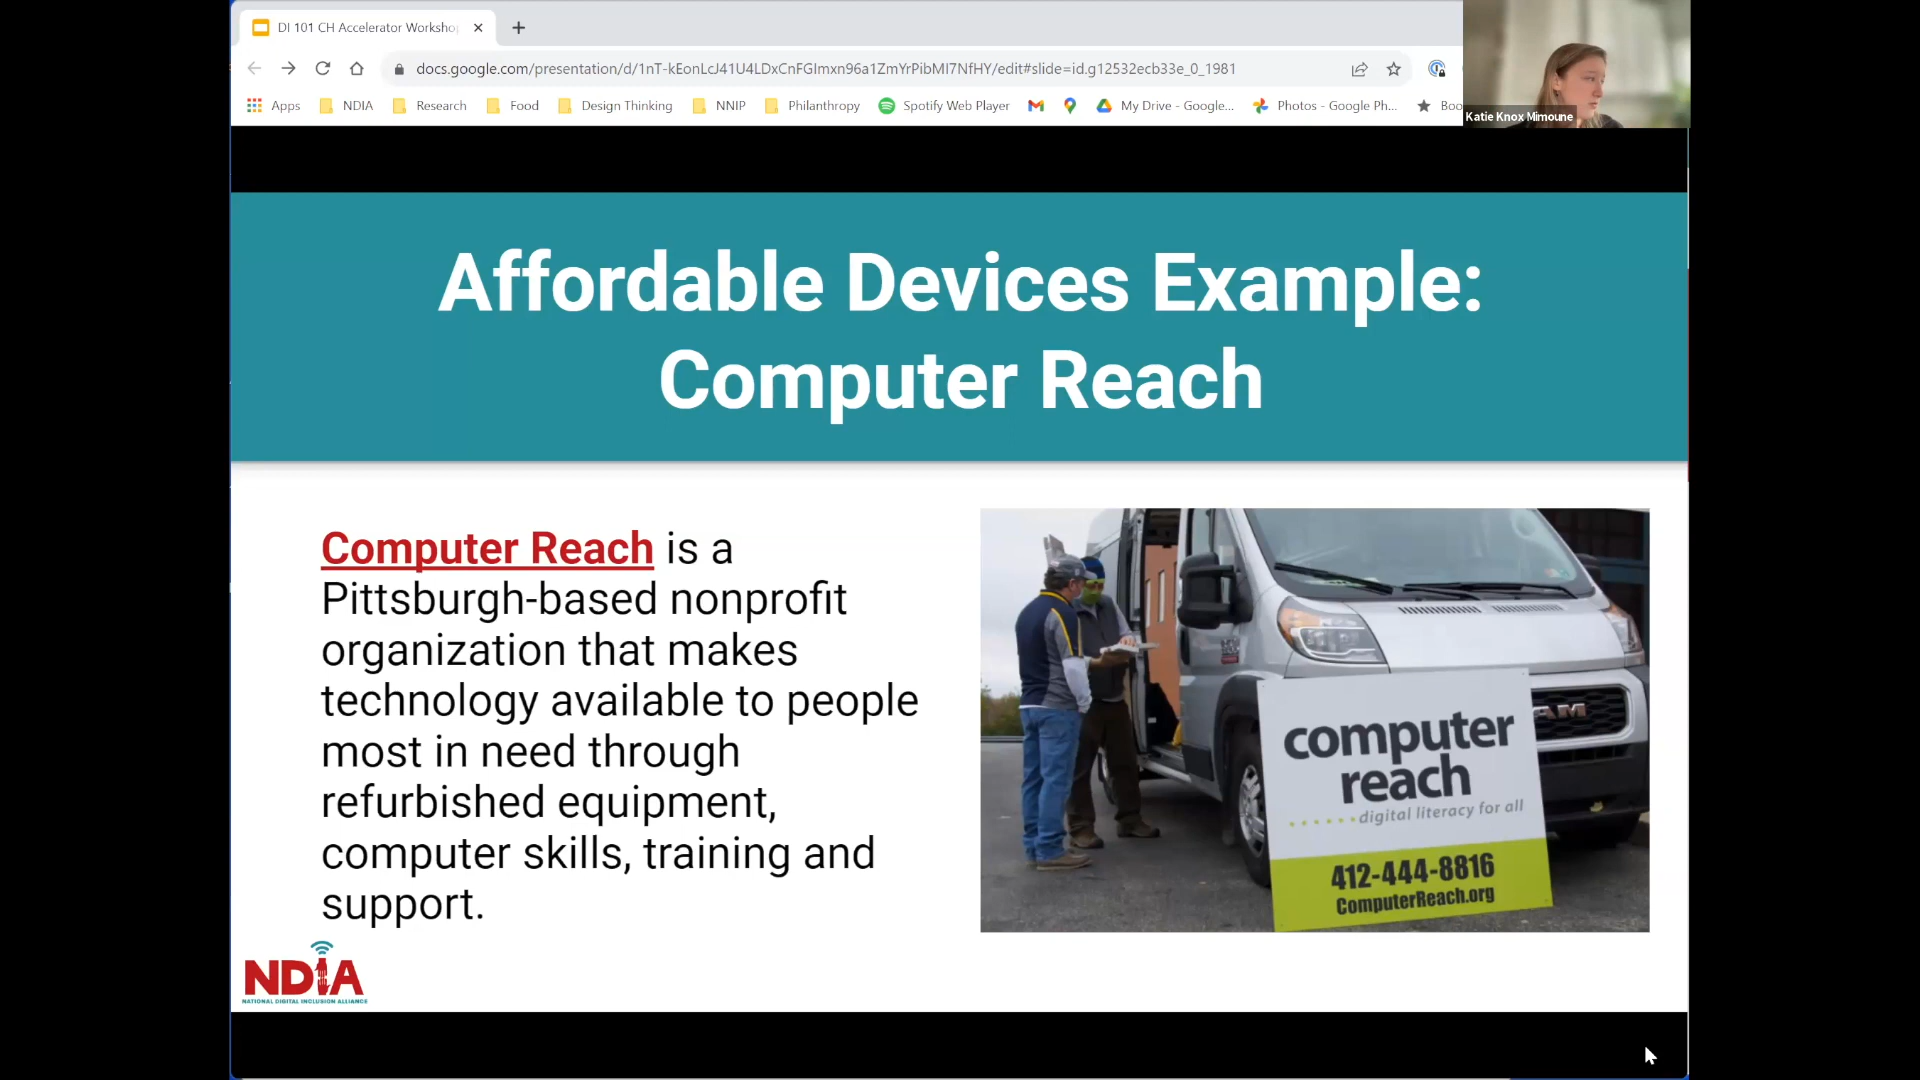 DI 101 CH Accelerator Worksho
docs.google.com/presentation/d/1nT-kEonLcJ41U4LDxCnFGImxn96a1ZmYrPibMI7NfHY/edit#slide=id.g12532ecb33e_0_1981
Apps NDIA Research Food Design Thinking NNIP Philanthropy Spotify Web Player My Drive - Google... Photos - Google Ph... Boo
Katie Knox Mimoune
Affordable Devices Example:
Computer Reach
Computer Reach is a
Pittsburgh-based nonprofit
organization that makes
technology available to people
most in need through
refurbished equipment,
computer skills, training and
support.
computer
reach
digital literacy for all
412-444-8816
ComputerReach.org
AM
NDIA
NATIONAL DIGITAL INCLUSION ALLIANCE